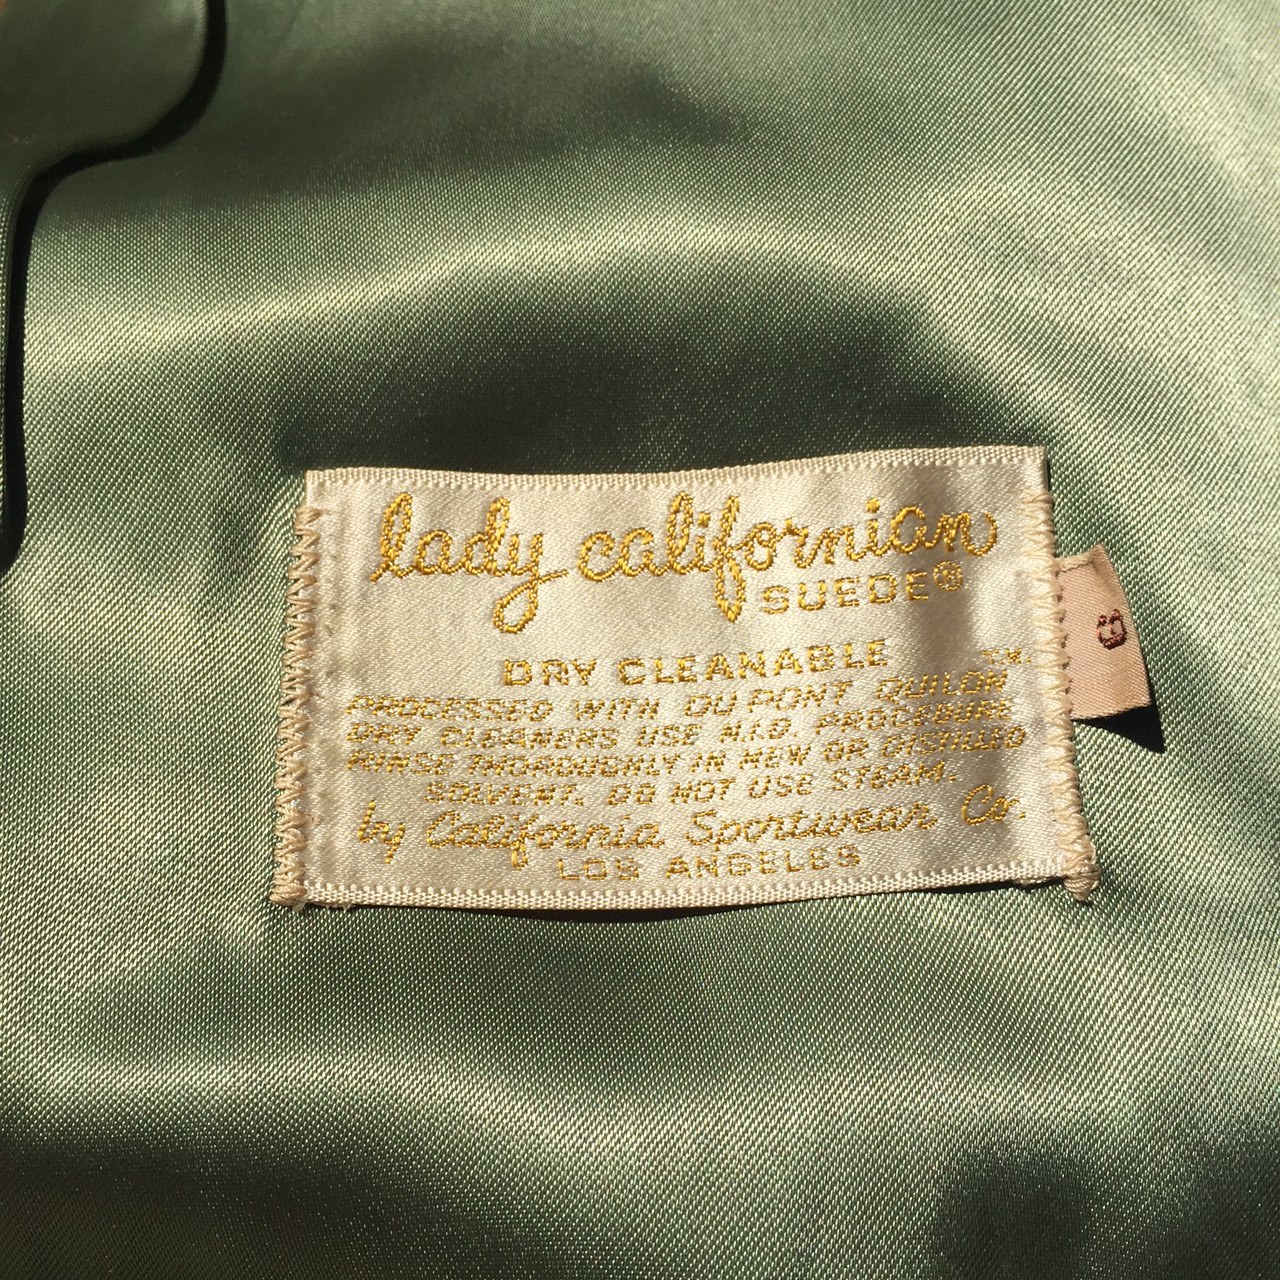 lady californian
SUEDE®
DRY CLEANABLE
TM.
PROCESSED WITH DU PONT QUILON
DRY CLEANERS USE N.I.D PROCEDURE
RINSE THOROUGHLY IN NEW OR DISTILLED
SOLVENT. DO NOT USE STEAM.
by California Sportswear Co.
LOS ANGELES